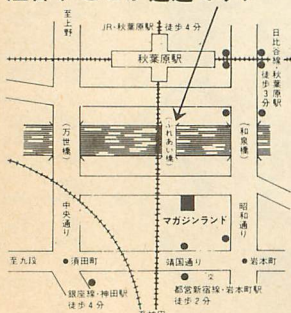 至上野
JR・秋葉原駅 徒歩4分
日比谷線・秋葉原駅 徒歩3分
秋葉原駅
(万世橋)
(ふれあい橋)
(和泉橋)
中央通り
昭和通り
マガジンランド
至九段
須田町
靖国通り
岩本町
銀座線・神田駅
徒歩4分
都営新宿線・岩本町駅
徒歩2分